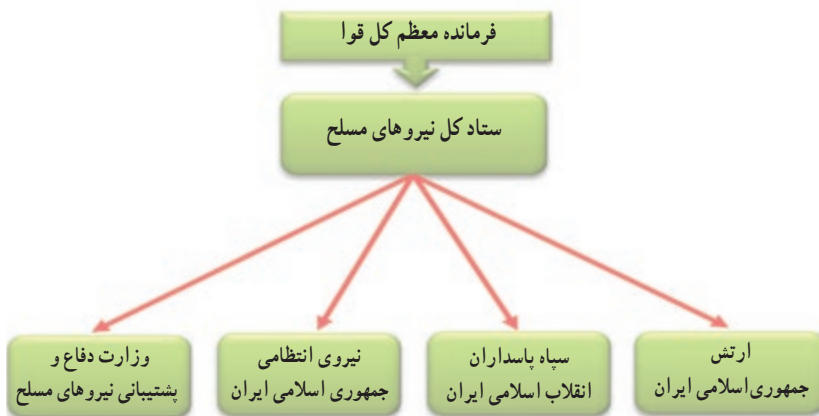 فرمانده معظم کل قوا
ستاد کل نیروهای مسلح
ارتش
جمهوری اسلامی ایران
سپاه پاسداران
انقلاب اسلامی ایران
نیروی انتظامی
جمهوری اسلامی ایران
وزارت دفاع و
پشتیبانی نیروهای مسلح